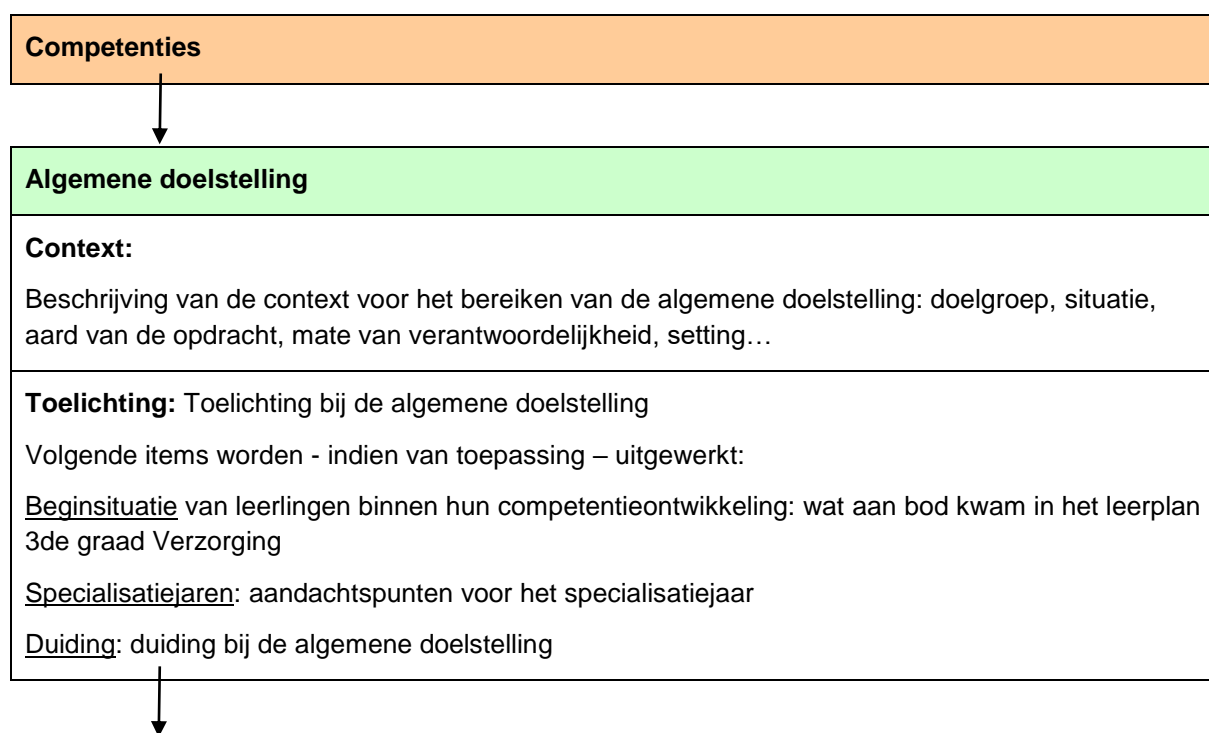 Competenties
Algemene doelstelling
Context:
Beschrijving van de context voor het bereiken van de algemene doelstelling: doelgroep, situatie,
aard van de opdracht, mate van verantwoordelijkheid, setting…
Toelichting: Toelichting bij de algemene doelstelling
Volgende items worden - indien van toepassing – uitgewerkt:
Beginsituatie van leerlingen binnen hun competentieontwikkeling: wat aan bod kwam in het leerplan
3de graad Verzorging
Specialisatiejaren: aandachtspunten voor het specialisatiejaar
Duiding: duiding bij de algemene doelstelling